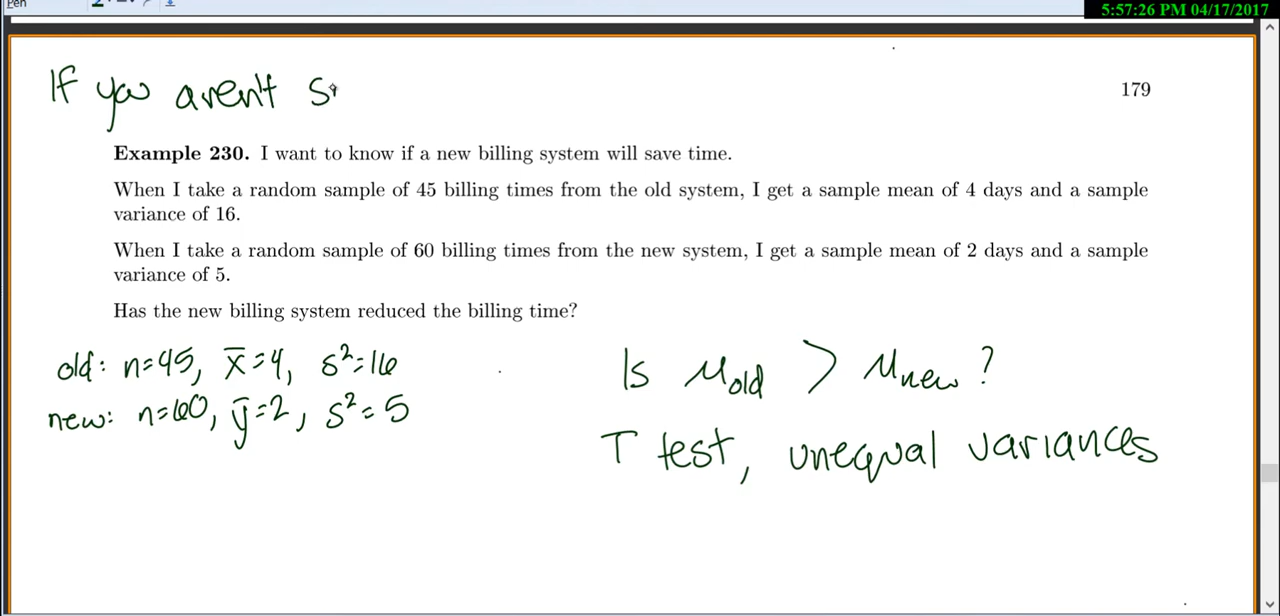 Pen
5:57:26 PM 04/17/2017
If you aren't
179
Example 230. I want to know if a new billing system will save time.
When I take a random sample of 45 billing times from the old system, I get a sample mean of 4 days and a sample
variance of 16.
When I take a random sample of 60 billing times from the new system, I get a sample mean of 2 days and a sample
variance of 5.
Has the new billing system reduced the billing time?
old: n=45, x̄=4, s²=16
new: n=60, ȳ=2, s²=5
Is μold > μnew?
T test, unequal variances